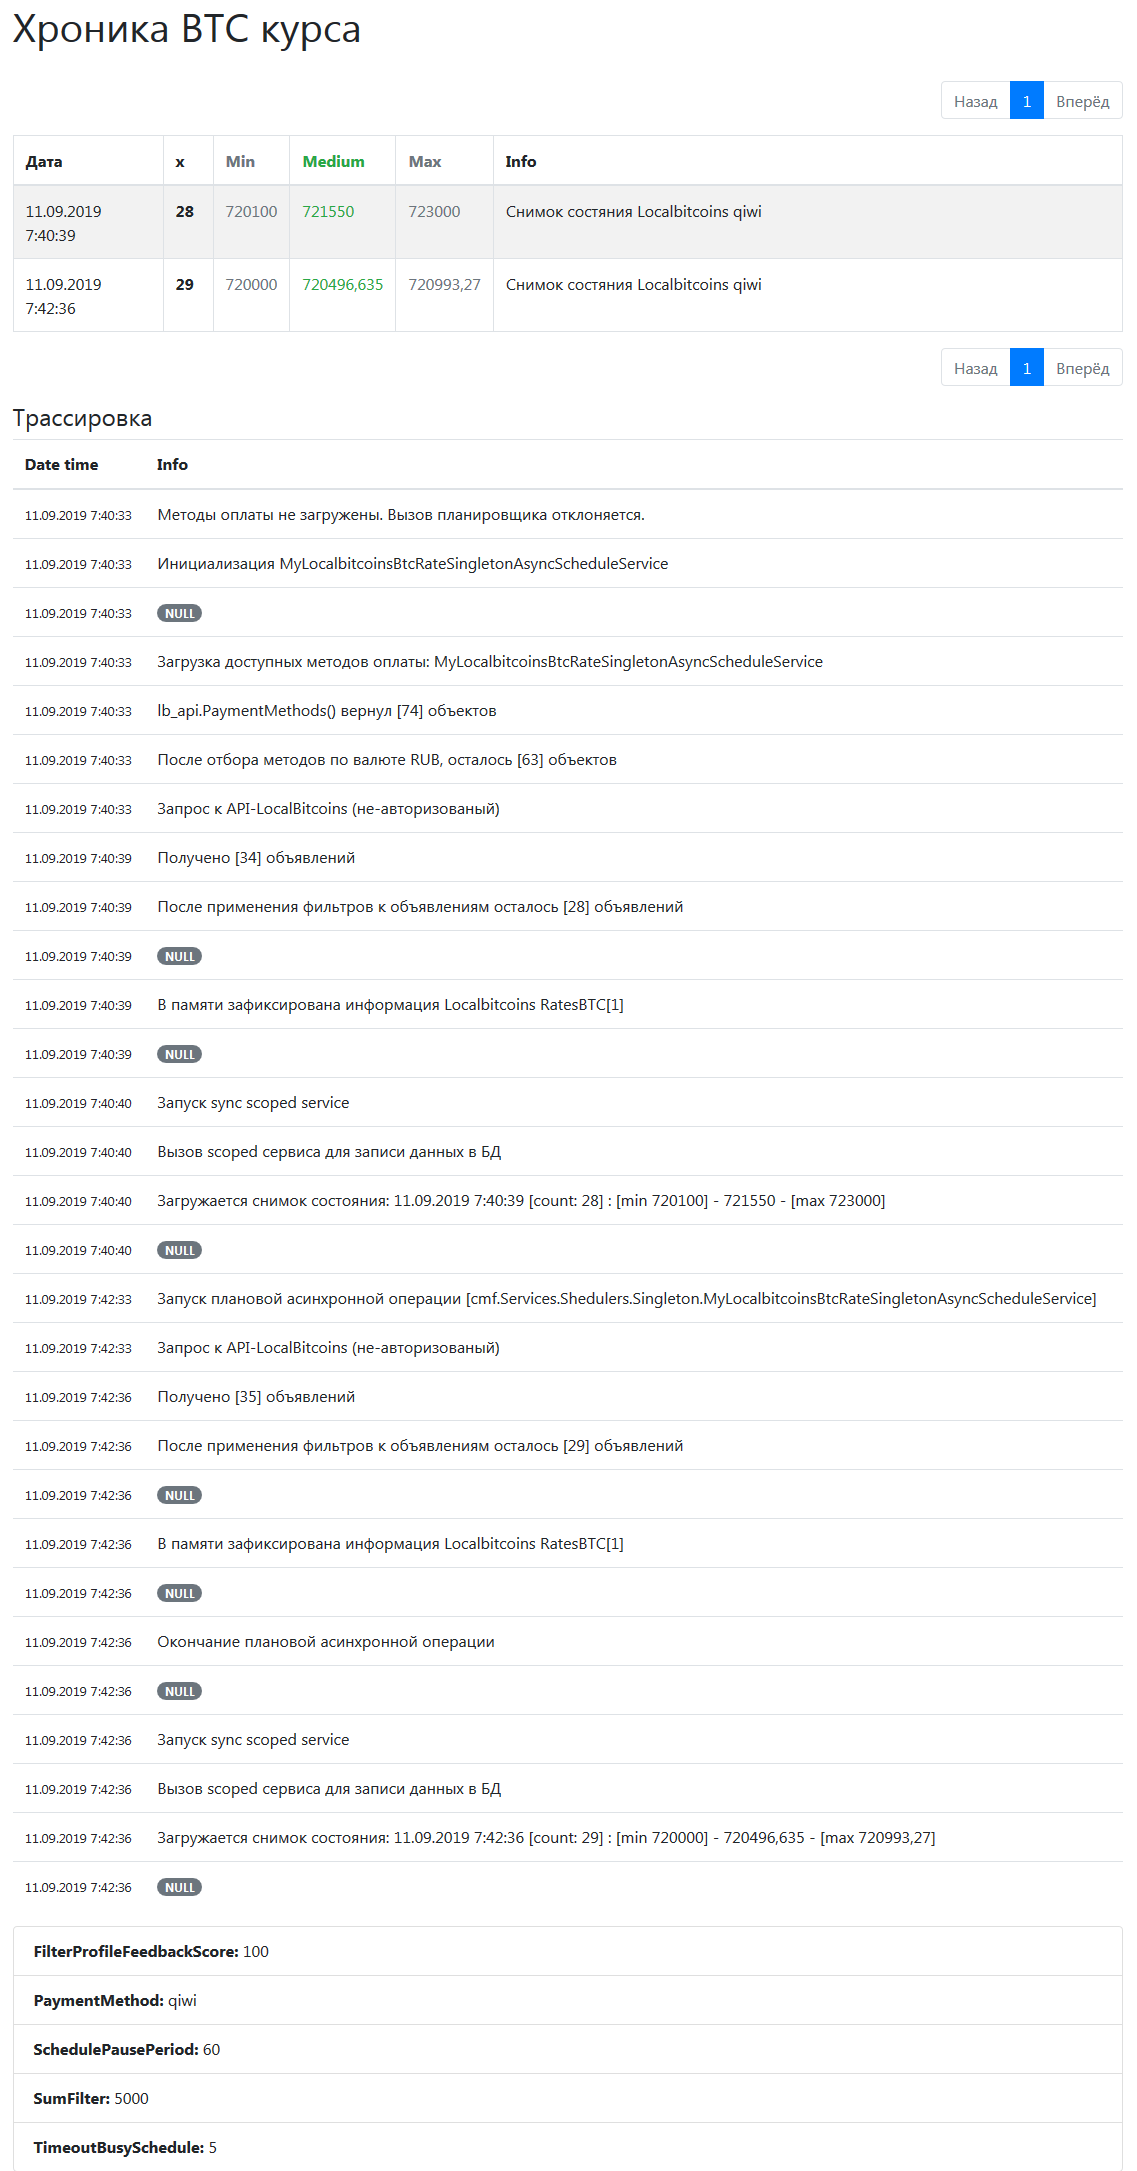 Хроника BTC курса
Назад 1 Вперёд
Дата x Min Medium Max Info
11.09.2019 28 720100 721550 723000 Снимок состяния Localbitcoins qiwi
7:40:39
11.09.2019 29 720000 720496,635 720993,27 Снимок состяния Localbitcoins qiwi
7:42:36
Назад 1 Вперёд
Трассировка
Date time Info
11.09.2019 7:40:33 Методы оплаты не загружены. Вызов планировщика отклоняется.
11.09.2019 7:40:33 Инициализация MyLocalbitcoinsBtcRateSingletonAsyncScheduleService
11.09.2019 7:40:33 NULL
11.09.2019 7:40:33 Загрузка доступных методов оплаты: MyLocalbitcoinsBtcRateSingletonAsyncScheduleService
11.09.2019 7:40:33 lb_api.PaymentMethods() вернул [74] объектов
11.09.2019 7:40:33 После отбора методов по валюте RUB, осталось [63] объектов
11.09.2019 7:40:33 Запрос к API-LocalBitcoins (не-авторизованый)
11.09.2019 7:40:39 Получено [34] объявлений
11.09.2019 7:40:39 После применения фильтров к объявлениям осталось [28] объявлений
11.09.2019 7:40:39 NULL
11.09.2019 7:40:39 В памяти зафиксирована информация Localbitcoins RatesBTC[1]
11.09.2019 7:40:39 NULL
11.09.2019 7:40:40 Запуск sync scoped service
11.09.2019 7:40:40 Вызов scoped сервиса для записи данных в БД
11.09.2019 7:40:40 Загружается снимок состояния: 11.09.2019 7:40:39 [count: 28] : [min 720100] - 721550 - [max 723000]
11.09.2019 7:40:40 NULL
11.09.2019 7:42:33 Запуск плановой асинхронной операции [cmf.Services.Shedulers.Singleton.MyLocalbitcoinsBtcRateSingletonAsyncScheduleService]
11.09.2019 7:42:33 Запрос к API-LocalBitcoins (не-авторизованый)
11.09.2019 7:42:36 Получено [35] объявлений
11.09.2019 7:42:36 После применения фильтров к объявлениям осталось [29] объявлений
11.09.2019 7:42:36 NULL
11.09.2019 7:42:36 В памяти зафиксирована информация Localbitcoins RatesBTC[1]
11.09.2019 7:42:36 NULL
11.09.2019 7:42:36 Окончание плановой асинхронной операции
11.09.2019 7:42:36 NULL
11.09.2019 7:42:36 Запуск sync scoped service
11.09.2019 7:42:36 Вызов scoped сервиса для записи данных в БД
11.09.2019 7:42:36 Загружается снимок состояния: 11.09.2019 7:42:36 [count: 29] : [min 720000] - 720496,635 - [max 720993,27]
11.09.2019 7:42:36 NULL
FilterProfileFeedbackScore: 100
PaymentMethod: qiwi
SchedulePausePeriod: 60
SumFilter: 5000
TimeoutBusySchedule: 5